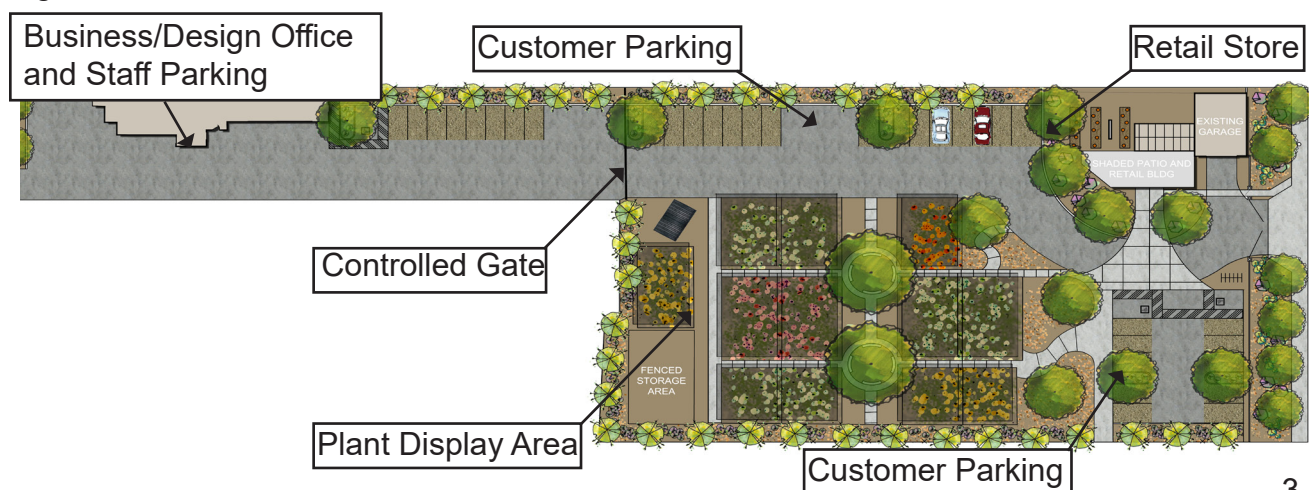 Business/Design Office
and Staff Parking
Customer Parking
Retail Store
EXISTING
GARAGE
SHADED PATIO AND
RETAIL BLDG
Controlled Gate
FENCED
STORAGE
AREA
Plant Display Area
Customer Parking
3